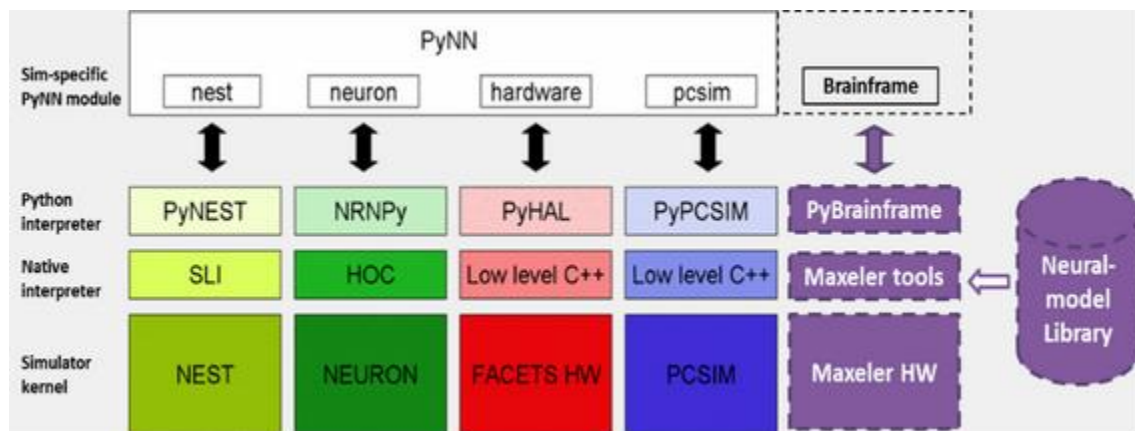 PyNN
Sim-specific
PyNN module
nest
neuron
hardware
pcsim
Brainframe
Python
interpreter
PyNEST
NRNPy
PyHAL
PyPCSIM
PyBrainframe
Native
interpreter
SLI
HOC
Low level C++
Low level C++
Maxeler tools
Neural-
model
Library
Simulator
kernel
NEST
NEURON
FACETS HW
PCSIM
Maxeler HW